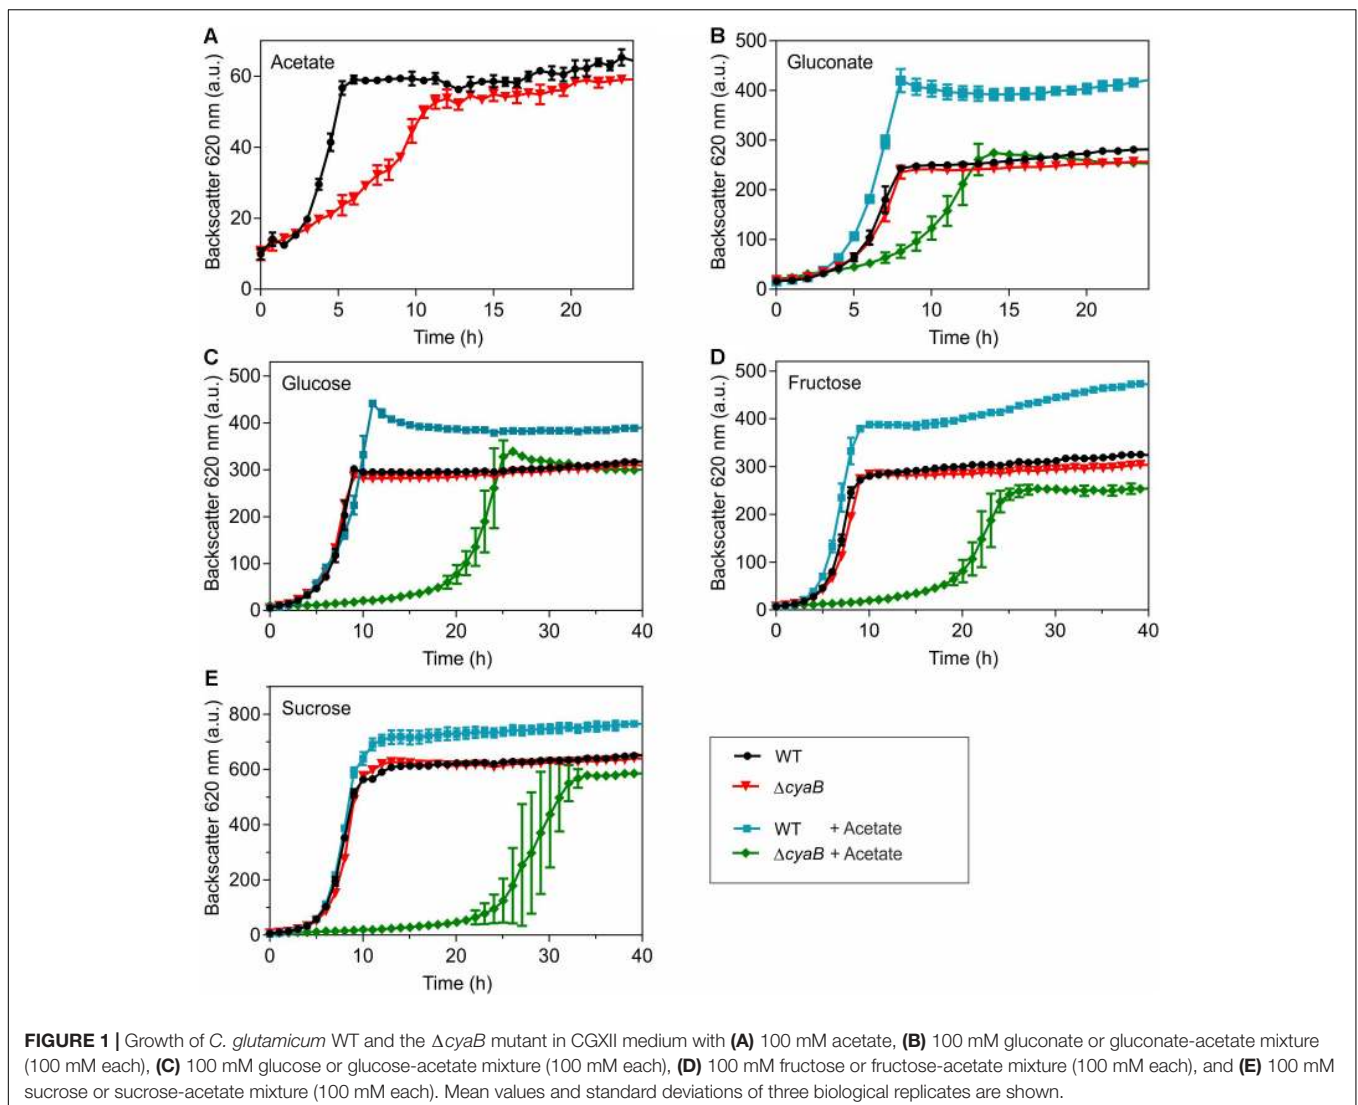 A
Acetate
Backscatter 620 nm (a.u.)
60
40
20
0
0 5 10 15 20
Time (h)
B
Gluconate
Backscatter 620 nm (a.u.)
500
400
300
200
100
0
0 5 10 15 20
Time (h)
C
Glucose
Backscatter 620 nm (a.u.)
500
400
300
200
100
0
0 10 20 30 40
Time (h)
D
Fructose
Backscatter 620 nm (a.u.)
500
400
300
200
100
0
0 10 20 30 40
Time (h)
E
Sucrose
Backscatter 620 nm (a.u.)
800
600
400
200
0
0 10 20 30 40
Time (h)
WT
ΔcyaB
WT + Acetate
ΔcyaB + Acetate
FIGURE 1 | Growth of C. glutamicum WT and the ΔcyaB mutant in CGXII medium with (A) 100 mM acetate, (B) 100 mM gluconate or gluconate-acetate mixture
(100 mM each), (C) 100 mM glucose or glucose-acetate mixture (100 mM each), (D) 100 mM fructose or fructose-acetate mixture (100 mM each), and (E) 100 mM
sucrose or sucrose-acetate mixture (100 mM each). Mean values and standard deviations of three biological replicates are shown.